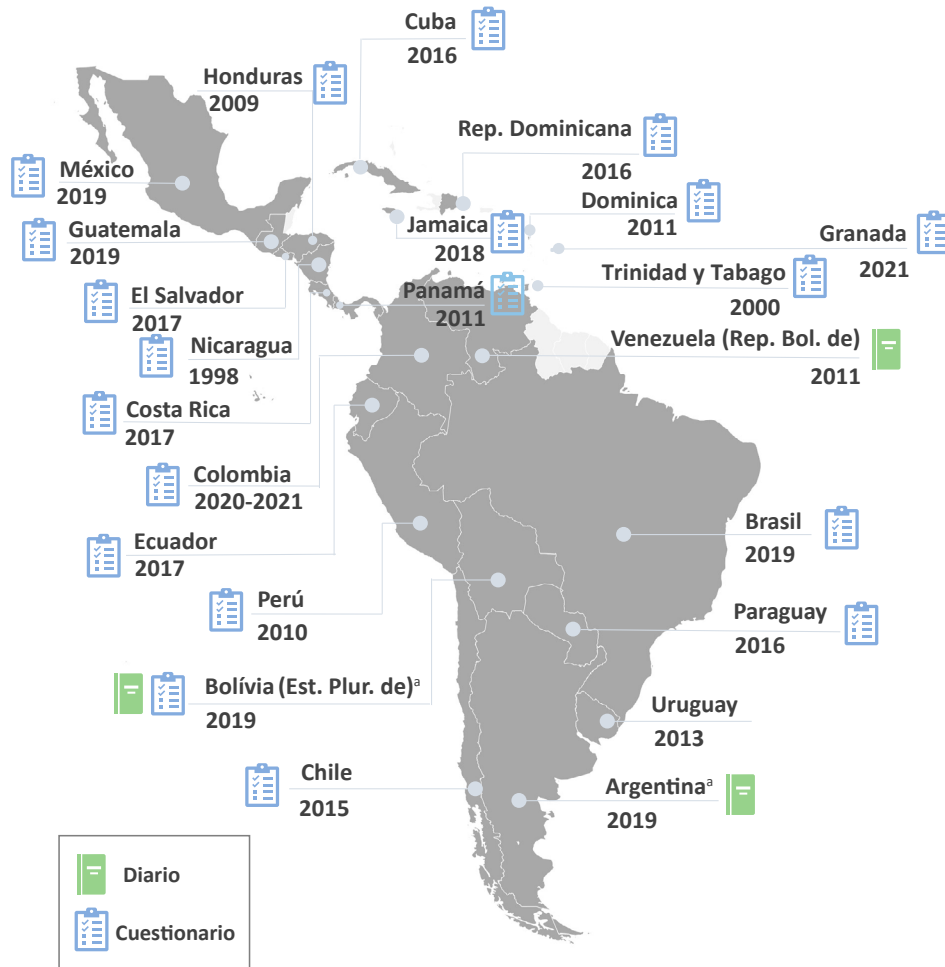 Cuba
2016
Honduras
2009
Rep. Dominicana
2016
México
2019
Dominica
2011
Guatemala
2019
Jamaica
2018
Granada
2021
Trinidad y Tabago
2000
El Salvador
2017
Panamá
2011
Nicaragua
1998
Venezuela (Rep. Bol. de)
2011
Costa Rica
2017
Colombia
2020-2021
Ecuador
2017
Brasil
2019
Perú
2010
Paraguay
2016
Bolívia (Est. Plur. de)ª
2019
Uruguay
2013
Chile
2015
Argentinaª
2019
Diario
Cuestionario